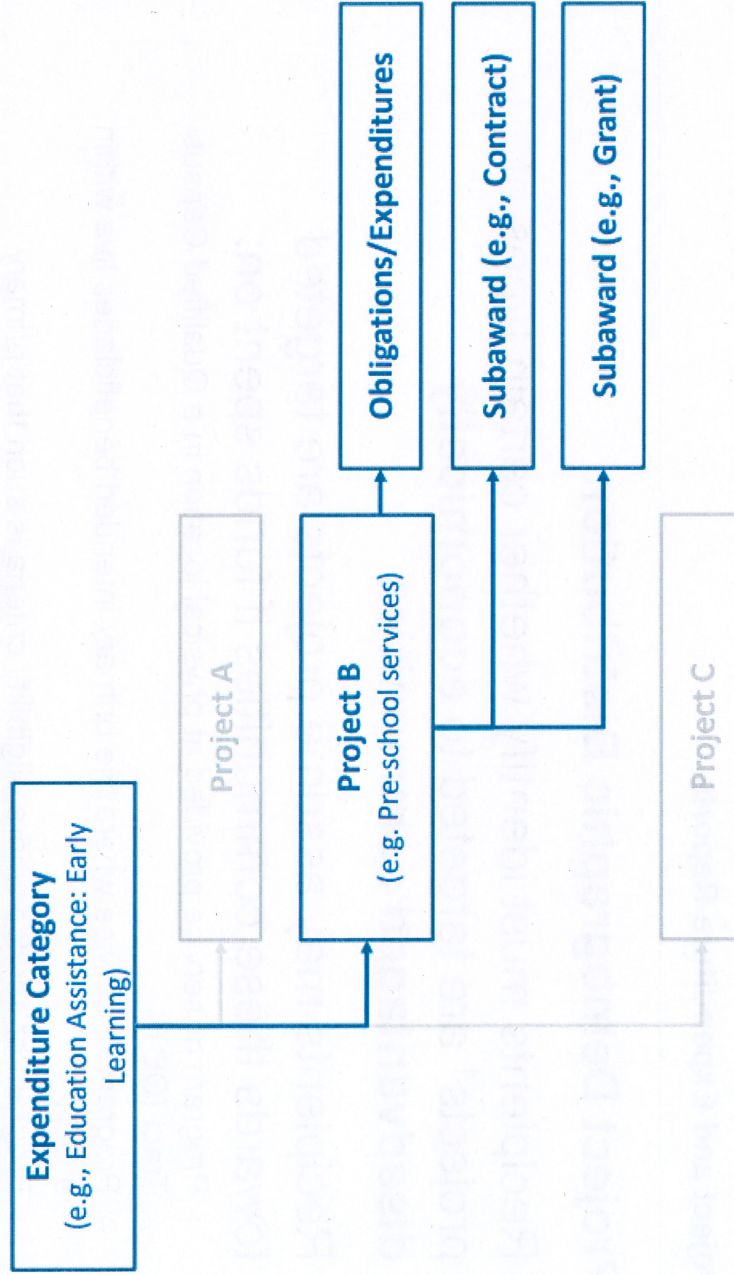 Expenditure Category
(e.g., Education Assistance: Early
Learning)
Project A
Project B
(e.g. Pre-school services)
Project C
Obligations/Expenditures
Subaward (e.g., Contract)
Subaward (e.g., Grant)